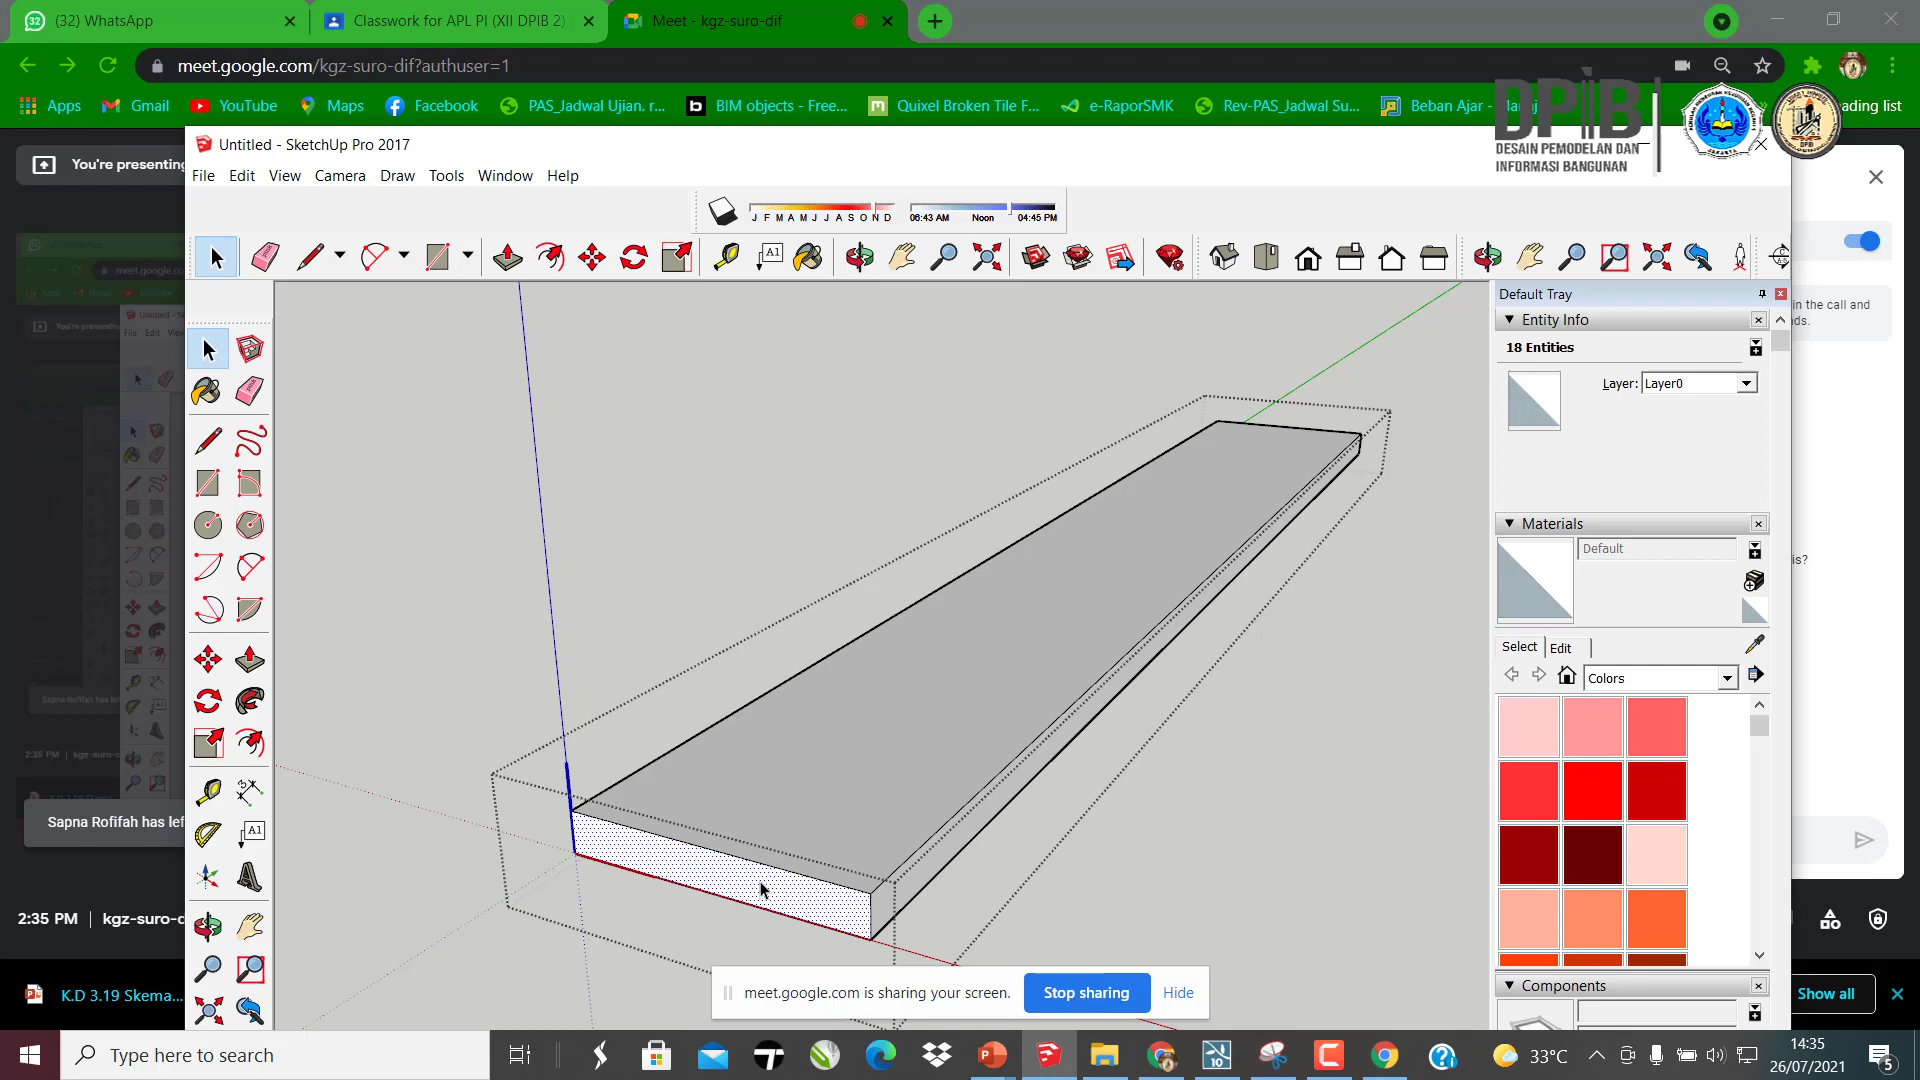 (32) WhatsApp
Classwork for APL PI (XII DPIB 2)
Meet - kgz-suro-dif
meet.google.com/kgz-suro-dif?authuser=1
Apps
Gmail
YouTube
Maps
Facebook
PAS_Jadwal Ujian. r...
BIM objects - Free...
Quixel Broken Tile F...
e-RaporSMK
Rev-PAS_Jadwal Su...
Beban Ajar - Manaj
ading list
DPIB
DESAIN PEMODELAN DAN
INFORMASI BANGUNAN
You're presenting
Untitled - SketchUp Pro 2017
File Edit View Camera Draw Tools Window Help
J F M A M J J A S O N D
06:43 AM Noon 04:45 PM
Default Tray
Entity Info
18 Entities
Layer: Layer0
in the call and
ds.
Materials
Default
is?
Select Edit
Colors
Sapna Rofifah has lef
2:35 PM | kgz-suro-d
meet.google.com is sharing your screen.
Stop sharing
Hide
Components
K.D 3.19 Skema....
Show all
Type here to search
33°C
14:35
26/07/2021
5